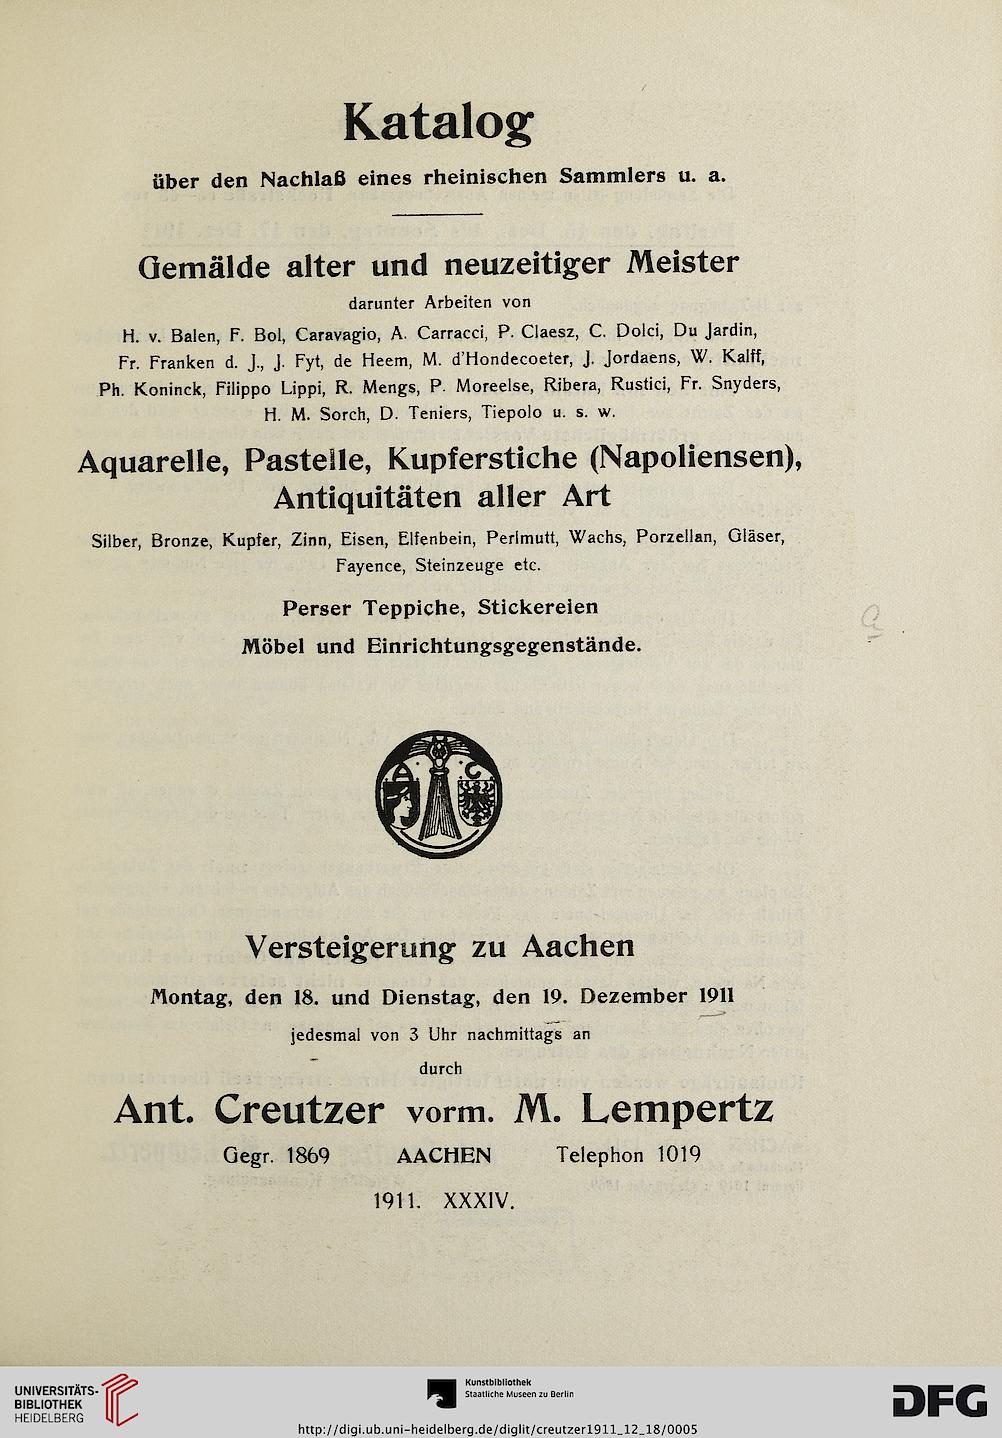 Katalog
über den Nachlaß eines rheinischen Sammlers u. a.
Gemälde alter und neuzeitiger Meister
darunter Arbeiten von
H. v. Balen, F. Bol, Caravagio, A. Carracci, P. Claesz, C. Dolci, Du Jardin,
Fr. Franken d. J., J. Fyt, de Heem, M. d'Hondecoeter, J. Jordaens, W. Kalff,
Ph. Koninck, Filippo Lippi, R. Mengs, P. Moreelse, Ribera, Rustici, Fr. Snyders,
H. M. Sorch, D. Teniers, Tiepolo u. s. w.
Aquarelle, Pastelle, Kupferstiche (Napoliensen),
Antiquitäten aller Art
Silber, Bronze, Kupfer, Zinn, Eisen, Elfenbein, Perlmutt, Wachs, Porzellan, Gläser,
Fayence, Steinzeuge etc.
Perser Teppiche, Stickereien
Möbel und Einrichtungsgegenstände.
A C
Versteigerung zu Aachen
Montag, den 18. und Dienstag, den 19. Dezember 1911
jedesmal von 3 Uhr nachmittags an
durch
Ant. Creutzer vorm. M. Lempertz
Gegr. 1869 AACHEN Telephon 1019
1911. XXXIV.
UNIVERSITÄTS-
BIBLIOTHEK
HEIDELBERG
Kunstbibliothek
Staatliche Museen zu Berlin
DFG
http://digi.ub.uni-heidelberg.de/diglit/creutzer1911_12_18/0005